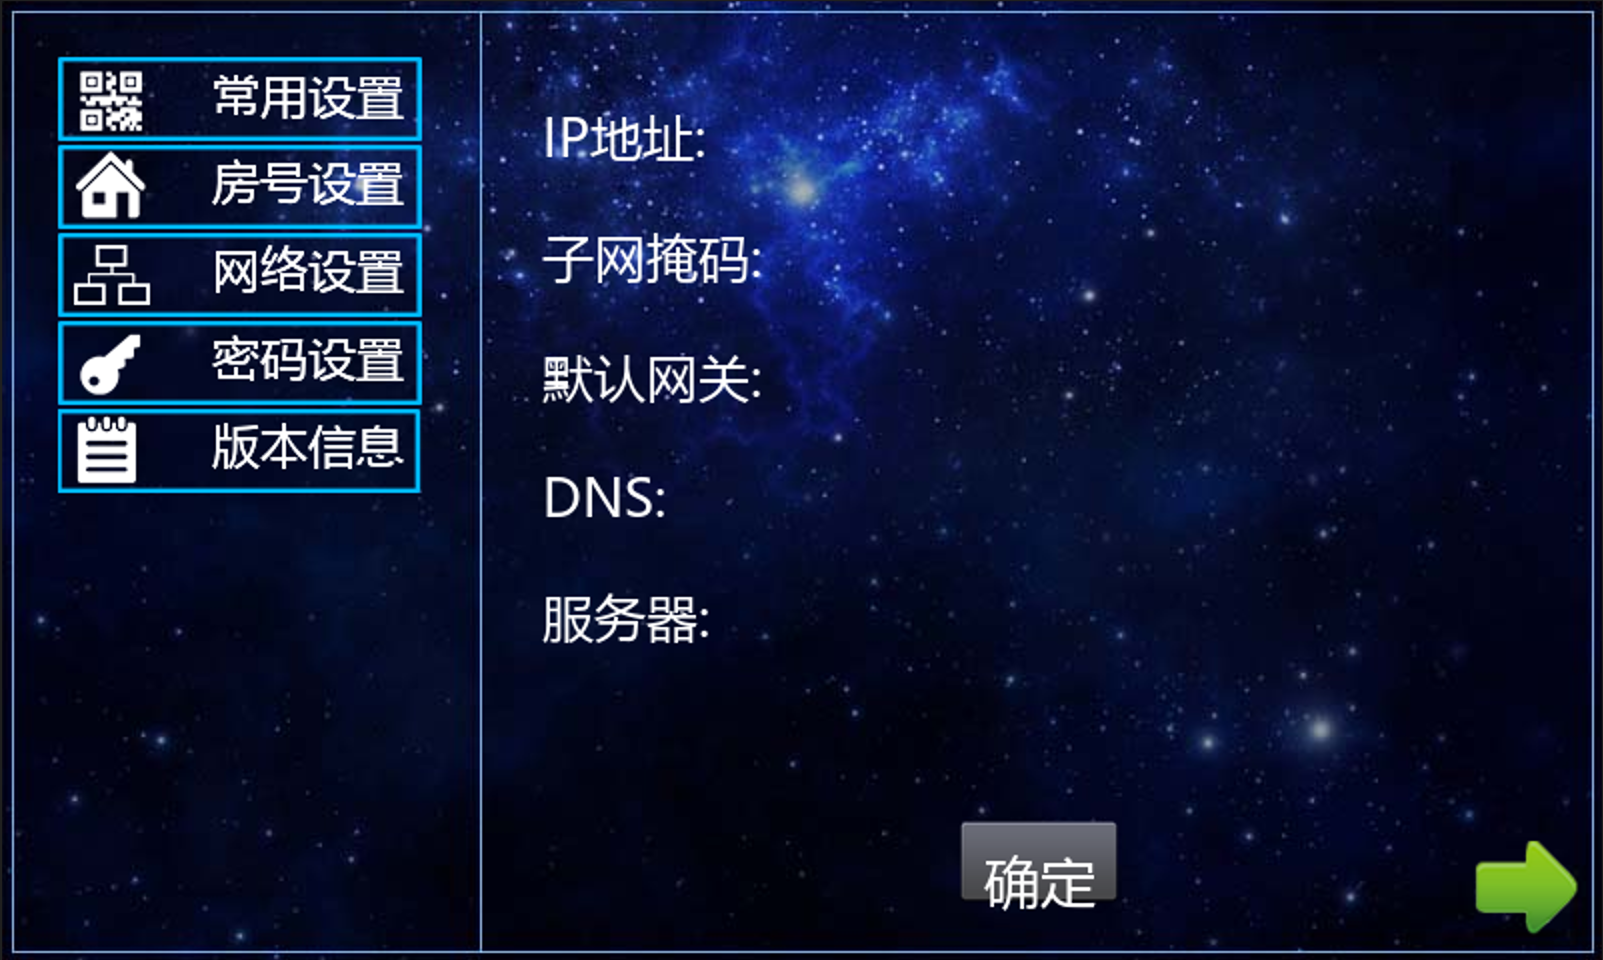 常用设置
房号设置
网络设置
密码设置
版本信息
IP地址:
子网掩码:
默认网关:
DNS:
服务器:
确定